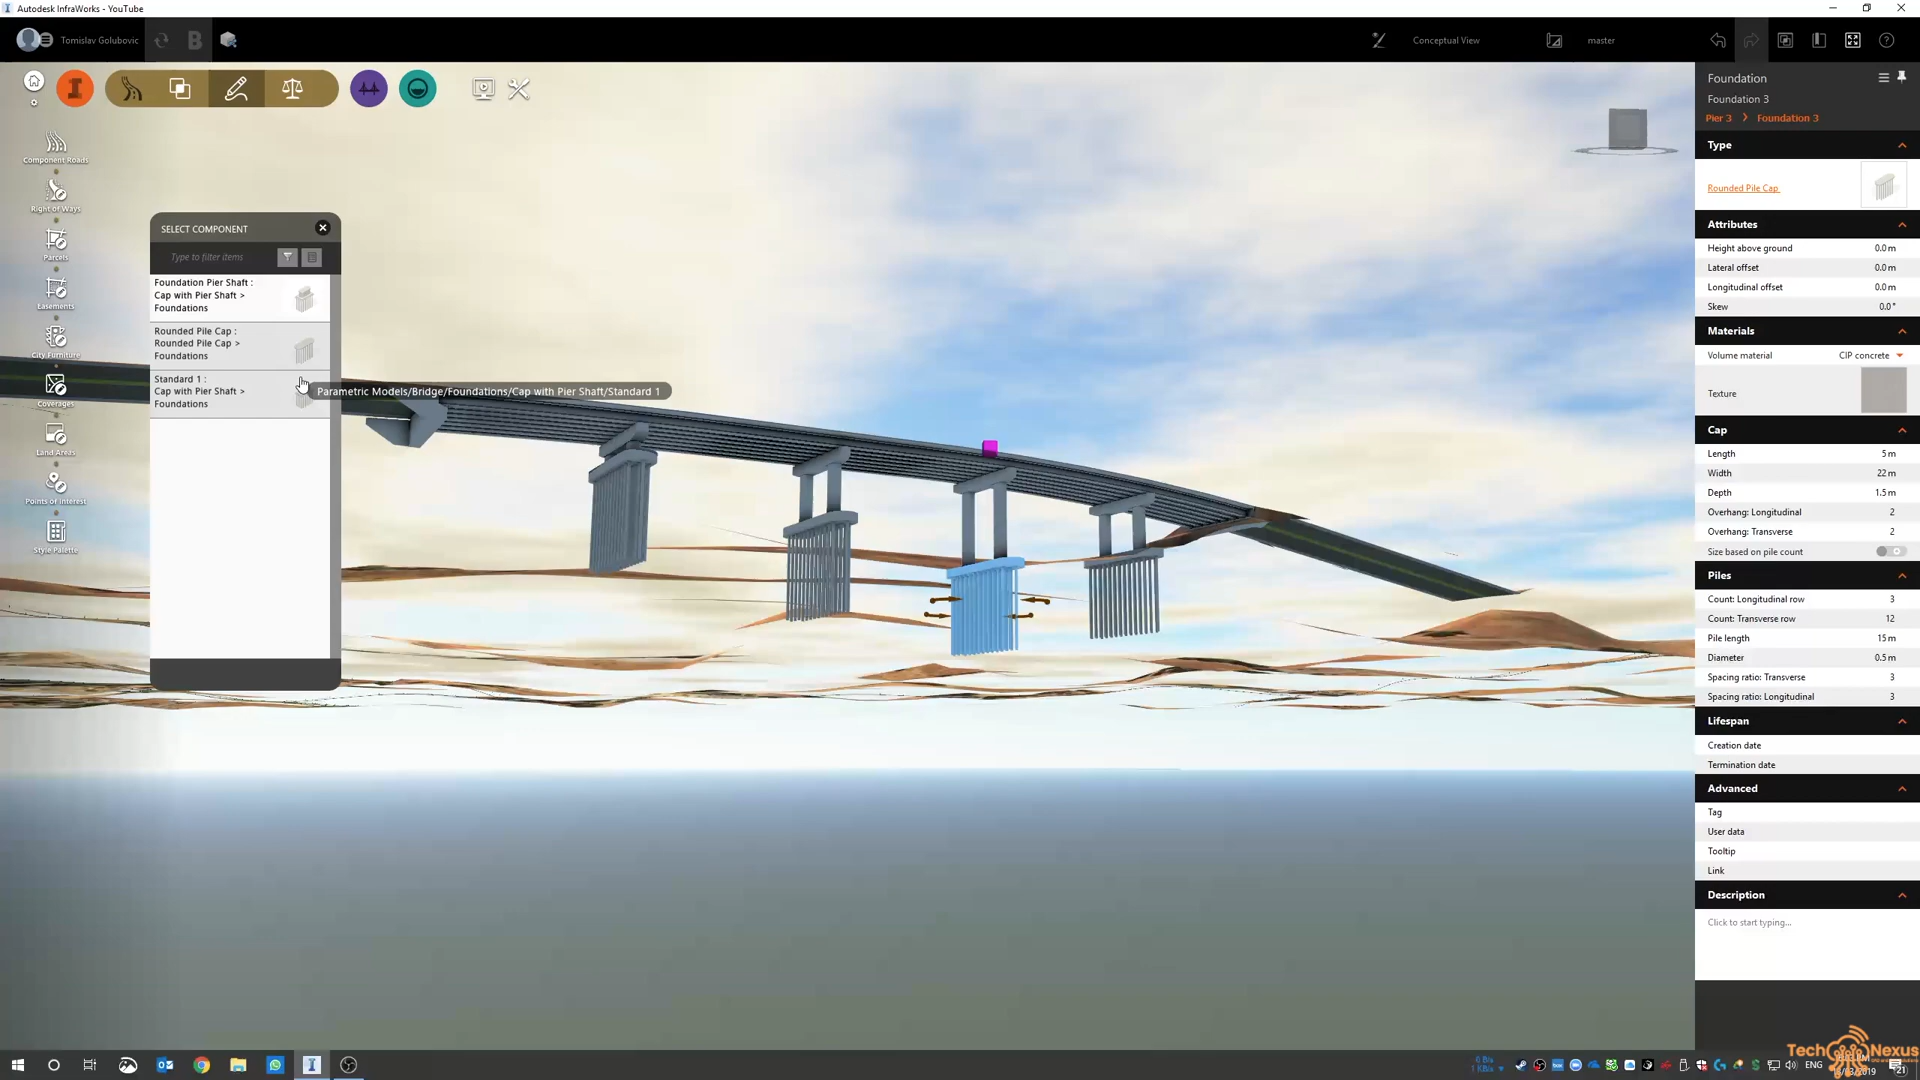 Autodesk InfraWorks - YouTube
Tomislav Golubovic
Conceptual View
master
Component Roads
Right of Ways
Parcels
Easements
City Furniture
Coverages
Land Areas
Points of Interest
Style Palette
SELECT COMPONENT
Type to filter items
Foundation Pier Shaft :
Cap with Pier Shaft >
Foundations
Rounded Pile Cap :
Rounded Pile Cap >
Foundations
Standard 1 :
Cap with Pier Shaft >
Foundations
Parametric Models/Bridge/Foundations/Cap with Pier Shaft/Standard 1
Foundation
Foundation 3
Pier 3 > Foundation 3
Type
Rounded Pile Cap
Attributes
Height above ground 0.0 m
Lateral offset 0.0 m
Longitudinal offset 0.0 m
Skew 0.0 °
Materials
Volume material CIP concrete
Texture
Cap
Length 5 m
Width 22 m
Depth 1.5 m
Overhang: Longitudinal 2
Overhang: Transverse 2
Size based on pile count
Piles
Count: Longitudinal row 3
Count: Transverse row 12
Pile length 15 m
Diameter 0.5 m
Spacing ratio: Transverse 3
Spacing ratio: Longitudinal 3
Lifespan
Creation date
Termination date
Advanced
Tag
User data
Tooltip
Link
Description
Click to start typing...
Tech Nexus
ENG